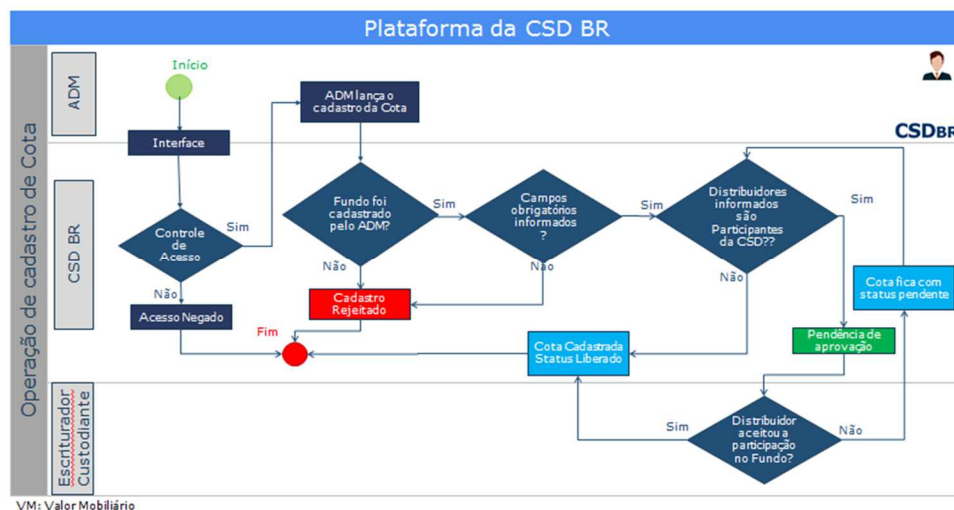 Plataforma da CSD BR
Operação de cadastro de Cota
ADM
Início
Interface
ADM lança o
cadastro da Cota
CSDBR
CSD BR
Controle
de
Acesso
Sim
Não
Acesso Negado
Fundo foi
cadastrado
pelo ADM?
Sim
Não
Cadastro
Rejeitado
Fim
Campos
obrigatórios
informados
?
Sim
Não
Distribuidores
informados
são
Participantes
da CSD??
Sim
Não
Cota fica com
status pendente
Pendência de
aprovação
Cota Cadastrada
Status Liberado
Escriturador
Custodiante
Distribuidor
aceitou a
participação
no Fundo?
Sim
Não
VM: Valor Mobiliário